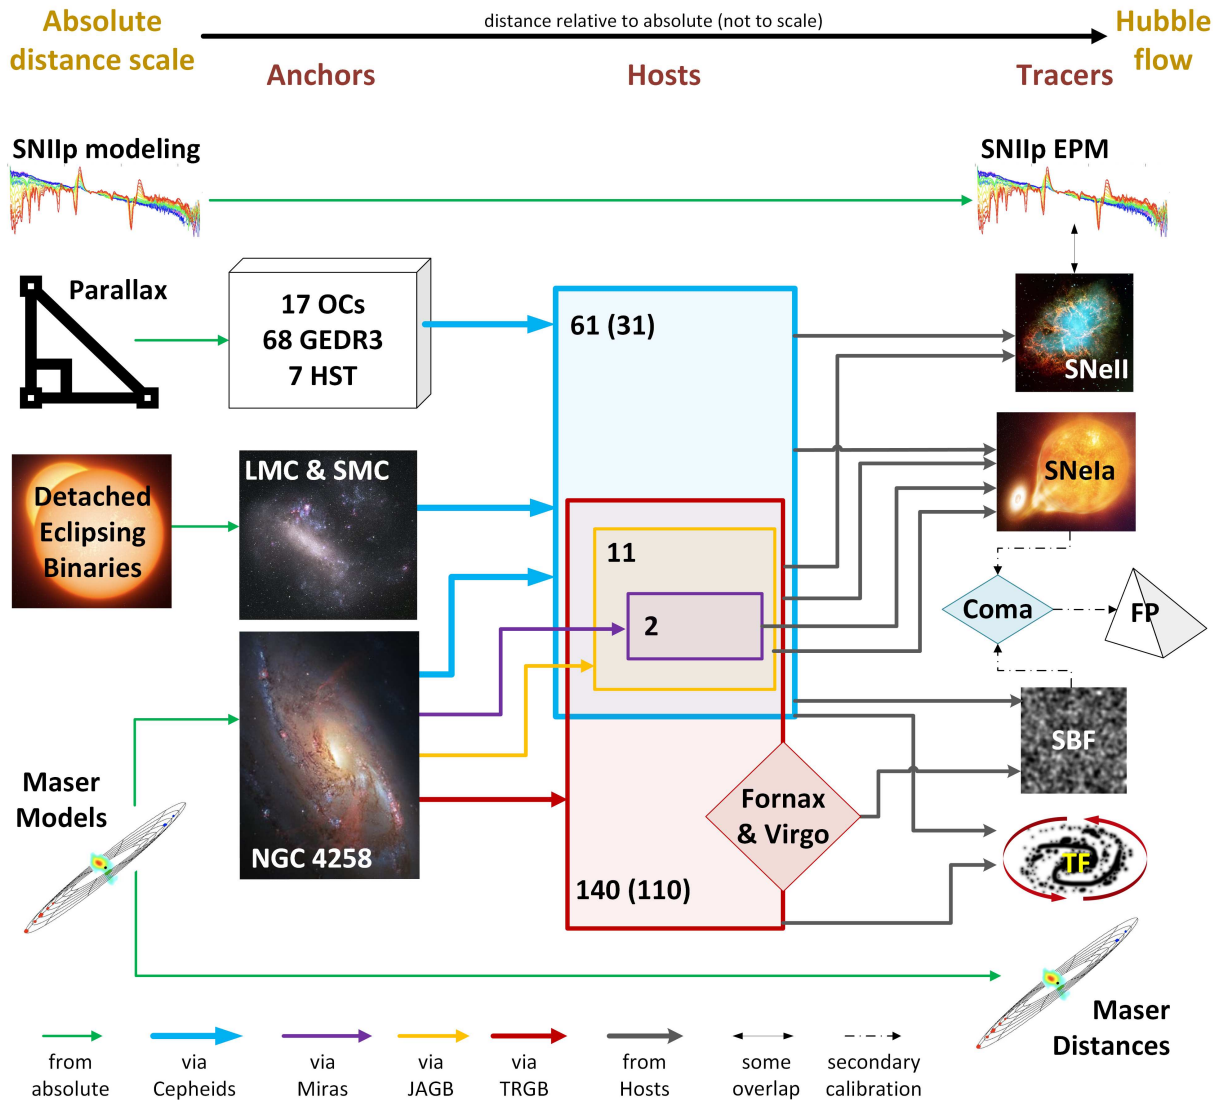 Absolute
distance scale
distance relative to absolute (not to scale)
Hubble
flow
Anchors
Hosts
Tracers
SNIIp modeling
SNIIp EPM
Parallax
17 OCs
68 GEDR3
7 HST
61 (31)
SNeII
Detached
Eclipsing
Binaries
LMC & SMC
SNeIa
11
2
Coma
FP
Maser
Models
NGC 4258
Fornax
& Virgo
140 (110)
SBF
TF
Maser
Distances
from
absolute
via
Cepheids
via
Miras
via
JAGB
via
TRGB
from
Hosts
some
overlap
secondary
calibration